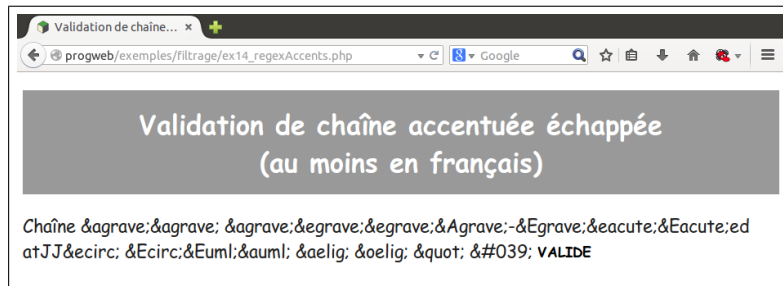 Validation de chaîne... ×
progweb/exemples/filtrage/ex14_regexAccents.php
Google
Validation de chaîne accentuée échappée
(au moins en français)
Chaîne &agrave;&agrave; &agrave;&egrave;&egrave;&Agrave;-&Egrave;&eacute;&Eacute;ed
atJJ&ecirc; &Ecirc;&Euml;&auml; &aelig; &oelig; &quot; &#039; VALIDE